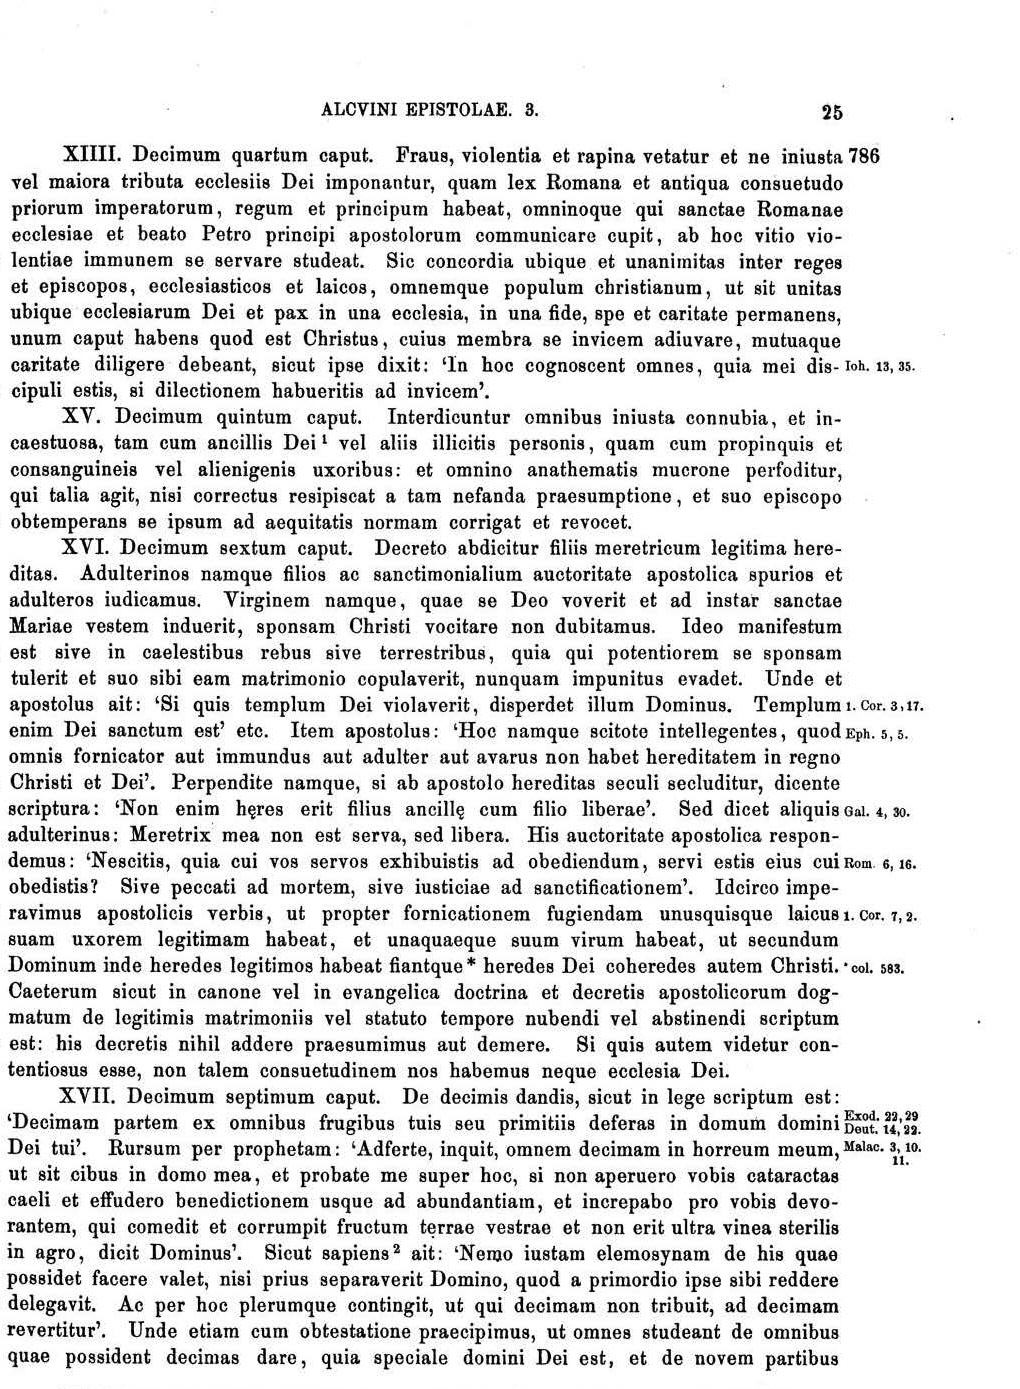 ALCVINI EPISTOLAE. 3. 25
XIIII. Decimum quartum caput. Fraus, violentia et rapina vetatur et ne iniusta 786
vel maiora tributa ecclesiis Dei imponantur, quam lex Romana et antiqua consuetudo
priorum imperatorum, regum et principum habeat, omninoque qui sanctae Romanae
ecclesiae et beato Petro principi apostolorum communicare cupit, ab hoc vitio vio-
lentiae immunem se servare studeat. Sic concordia ubique et unanimitas inter reges
et episcopos, ecclesiasticos et laicos, omnemque populum christianum, ut sit unitas
ubique ecclesiarum Dei et pax in una ecclesia, in una fide, spe et caritate permanens,
unum caput habens quod est Christus, cuius membra se invicem adiuvare, mutuaque
caritate diligere debeant, sicut ipse dixit: ‘In hoc cognoscent omnes, quia mei dis- Ioh. 13, 35.
cipuli estis, si dilectionem habueritis ad invicem’.
XV. Decimum quintum caput. Interdicuntur omnibus iniusta connubia, et in-
caestuosa, tam cum ancillis Dei ¹ vel aliis illicitis personis, quam cum propinquis et
consanguineis vel alienigenis uxoribus: et omnino anathematis mucrone perfoditur,
qui talia agit, nisi correctus resipiscat a tam nefanda praesumptione, et suo episcopo
obtemperans se ipsum ad aequitatis normam corrigat et revocet.
XVI. Decimum sextum caput. Decreto abdicitur filiis meretricum legitima here-
ditas. Adulterinos namque filios ac sanctimonialium auctoritate apostolica spurios et
adulteros iudicamus. Virginem namque, quae se Deo voverit et ad instar sanctae
Mariae vestem induerit, sponsam Christi vocitare non dubitamus. Ideo manifestum
est sive in caelestibus rebus sive terrestribus, quia qui potentiorem se sponsam
tulerit et suo sibi eam matrimonio copulaverit, nunquam impunitus evadet. Unde et
apostolus ait: ‘Si quis templum Dei violaverit, disperdet illum Dominus. Templum 1. Cor. 3, 17.
enim Dei sanctum est’ etc. Item apostolus: ‘Hoc namque scitote intellegentes, quod Eph. 5, 5.
omnis fornicator aut immundus aut adulter aut avarus non habet hereditatem in regno
Christi et Dei’. Perpendite namque, si ab apostolo hereditas seculi secluditur, dicente
scriptura: ‘Non enim hęres erit filius ancillę cum filio liberae’. Sed dicet aliquis Gal. 4, 30.
adulterinus: Meretrix mea non est serva, sed libera. His auctoritate apostolica respon-
demus: ‘Nescitis, quia cui vos servos exhibuistis ad obediendum, servi estis eius cui Rom. 6, 16.
obedistis? Sive peccati ad mortem, sive iusticiae ad sanctificationem’. Idcirco impe-
ravimus apostolicis verbis, ut propter fornicationem fugiendam unusquisque laicus 1. Cor. 7, 2.
suam uxorem legitimam habeat, et unaquaeque suum virum habeat, ut secundum
Dominum inde heredes legitimos habeat fiantque * heredes Dei coheredes autem Christi. * col. 583.
Caeterum sicut in canone vel in evangelica doctrina et decretis apostolicorum dog-
matum de legitimis matrimoniis vel statuto tempore nubendi vel abstinendi scriptum
est: his decretis nihil addere praesumimus aut demere. Si quis autem videtur con-
tentiosus esse, non talem consuetudinem nos habemus neque ecclesia Dei.
XVII. Decimum septimum caput. De decimis dandis, sicut in lege scriptum est:
‘Decimam partem ex omnibus frugibus tuis seu primitiis deferas in domum domini Exod. 22, 29 Deut. 14, 22.
Dei tui’. Rursum per prophetam: ‘Adferte, inquit, omnem decimam in horreum meum, Malac. 3, 10. 11.
ut sit cibus in domo mea, et probate me super hoc, si non aperuero vobis cataractas
caeli et effudero benedictionem usque ad abundantiam, et increpabo pro vobis devo-
rantem, qui comedit et corrumpit fructum terrae vestrae et non erit ultra vinea sterilis
in agro, dicit Dominus’. Sicut sapiens ² ait: ‘Nemo iustam elemosynam de his quae
possidet facere valet, nisi prius separaverit Domino, quod a primordio ipse sibi reddere
delegavit. Ac per hoc plerumque contingit, ut qui decimam non tribuit, ad decimam
revertitur’. Unde etiam cum obtestatione praecipimus, ut omnes studeant de omnibus
quae possident decimas dare, quia speciale domini Dei est, et de novem partibus